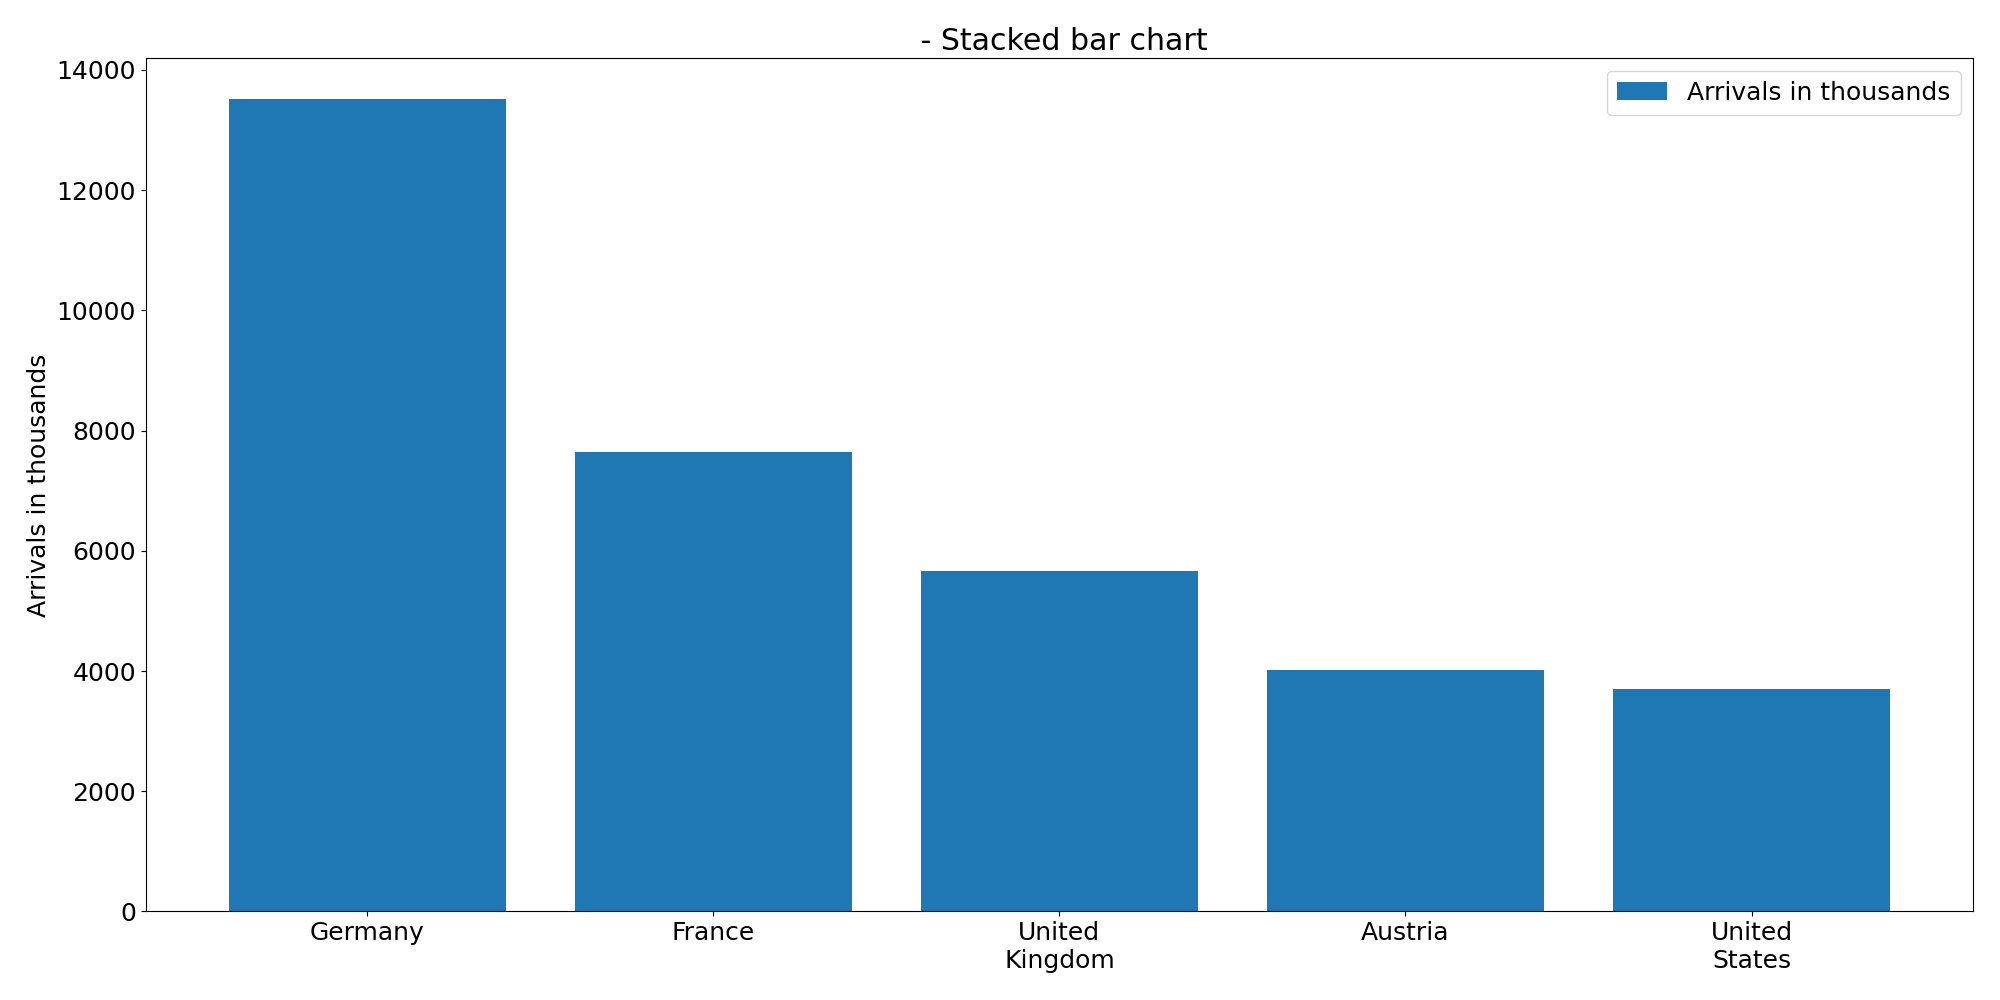 - Stacked bar chart
Arrivals in thousands
14000
12000
10000
8000
6000
4000
2000
0
Arrivals in thousands
Germany
France
United
Kingdom
Austria
United
States